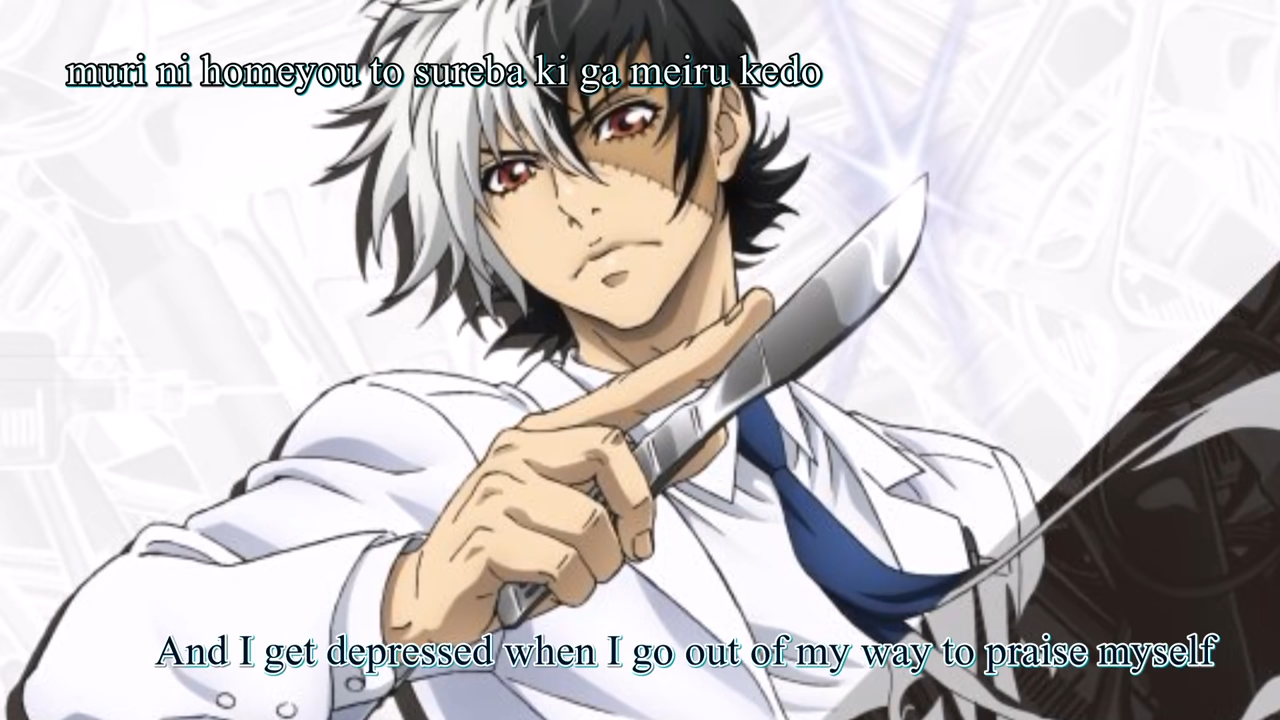 muri ni homeyou to sureba ki ga meiru kedo
And I get depressed when I go out of my way to praise myself